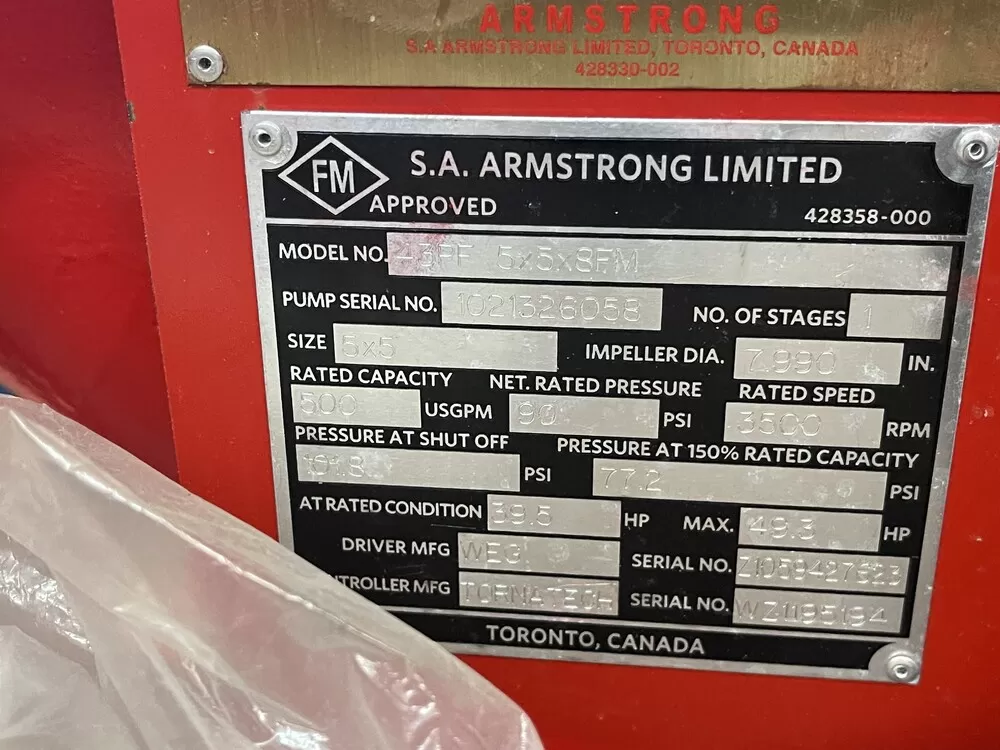 ARMSTRONG
S.A ARMSTRONG LIMITED, TORONTO, CANADA
428330-002
FM
APPROVED
S.A. ARMSTRONG LIMITED
428358-000
MODEL NO. 5x5x8FM
PUMP SERIAL NO. 1021326058 NO. OF STAGES 1
SIZE 5x5 IMPELLER DIA. 7.990 IN.
RATED CAPACITY NET. RATED PRESSURE RATED SPEED
500 USGPM 90 PSI 3500 RPM
PRESSURE AT SHUT OFF PRESSURE AT 150% RATED CAPACITY
101.8 PSI 77.2 PSI
AT RATED CONDITION 39.5 HP MAX. 49.3 HP
DRIVER MFG WEG SERIAL NO. Z1059427623
MFG TORNATECH SERIAL NO. WZ1195194
TORONTO, CANADA